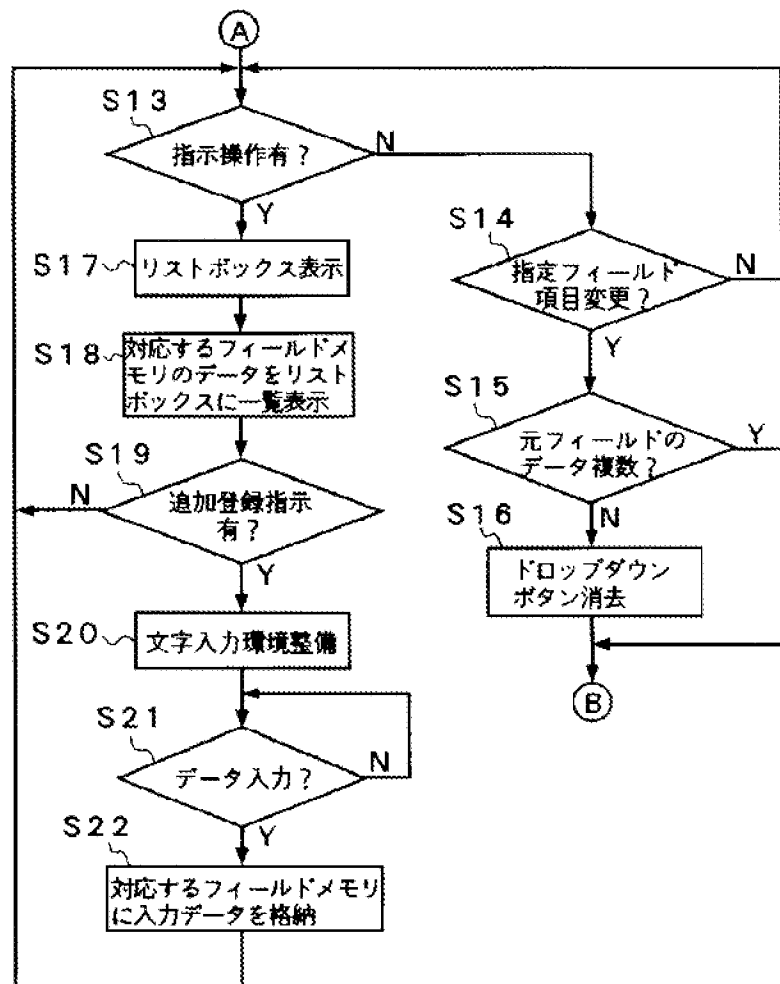 A
S13
指示操作有?
N
Y
S17
リストボックス表示
S18
対応するフィールドメ
モリのデータをリスト
ボックスに一覧表示
S19
追加登録指示
有?
N
Y
S20
文字入力環境整備
S21
データ入力?
N
Y
S22
対応するフィールドメモリ
に入力データを格納
S14
指定フィールド
項目変更?
N
Y
S15
元フィールドの
データ複数?
Y
N
S16
ドロップダウン
ボタン消去
B